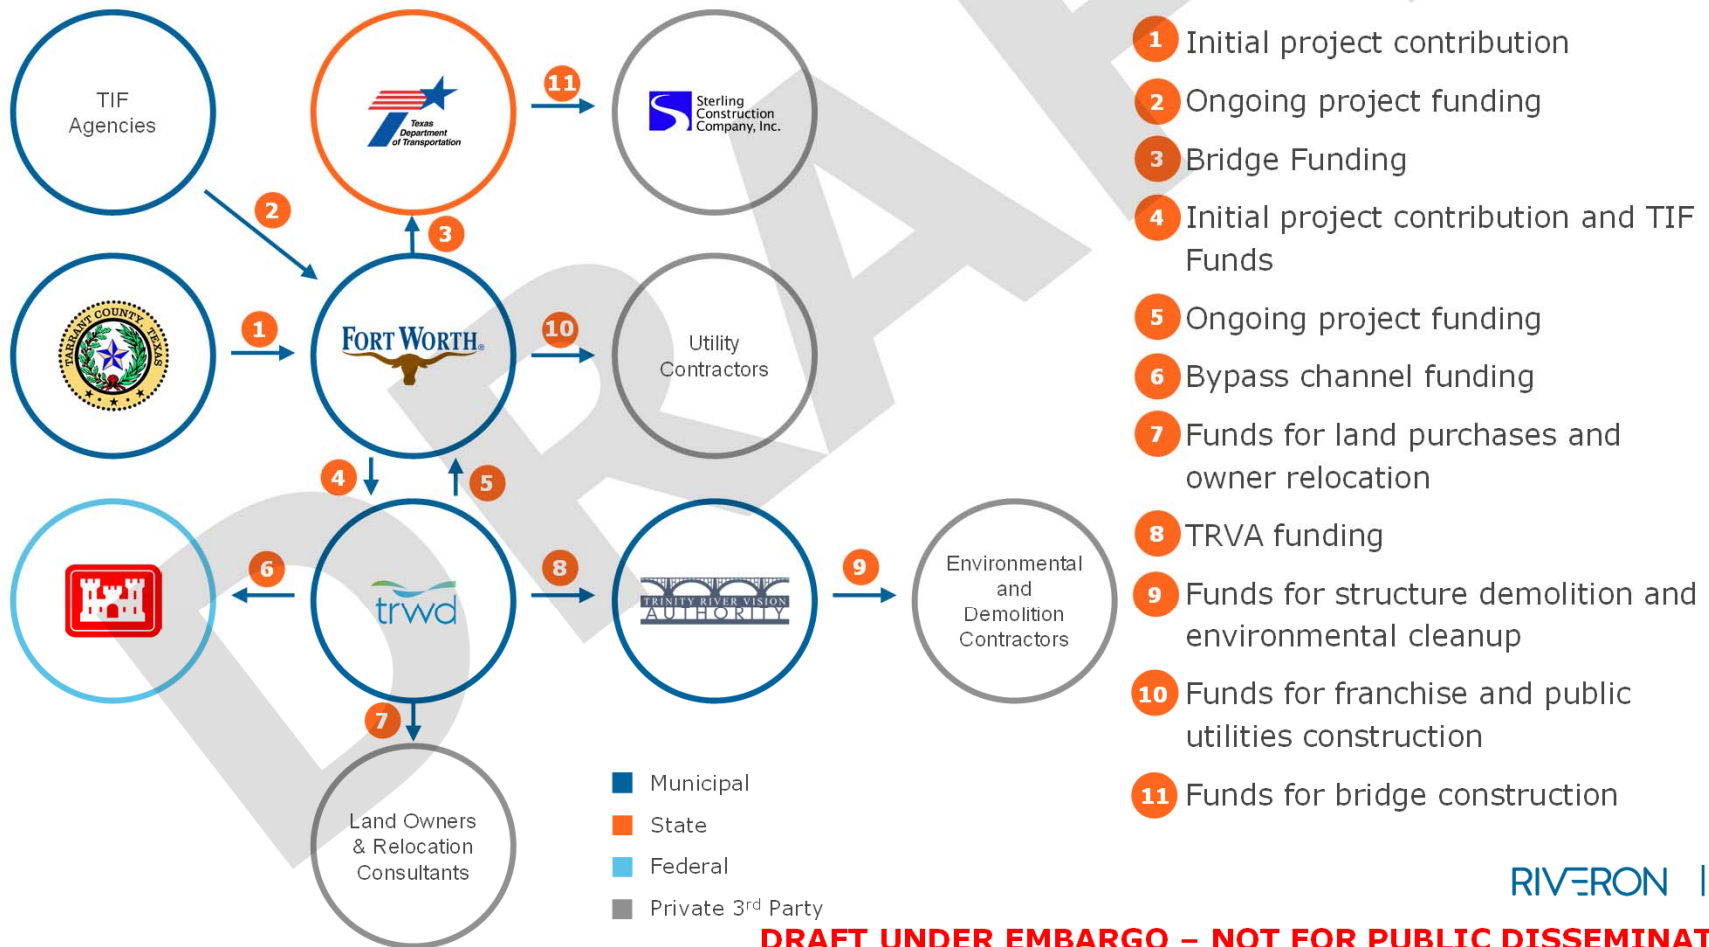 TIF
Agencies
Texas
Department
of Transportation
11
Sterling
Construction
Company, Inc.
2
3
TARRANT COUNTY, TEXAS
1
FORT WORTH®
10
Utility
Contractors
4
5
6
trwd
8
TRINITY RIVER VISION
AUTHORITY
9
Environmental
and
Demolition
Contractors
7
Land Owners
& Relocation
Consultants
Municipal
State
Federal
Private 3rd Party
1 Initial project contribution
2 Ongoing project funding
3 Bridge Funding
4 Initial project contribution and TIF
Funds
5 Ongoing project funding
6 Bypass channel funding
7 Funds for land purchases and
owner relocation
8 TRVA funding
9 Funds for structure demolition and
environmental cleanup
10 Funds for franchise and public
utilities construction
11 Funds for bridge construction
RIVERON |
DRAFT UNDER EMBARGO – NOT FOR PUBLIC DISSEMINAT
DRAF